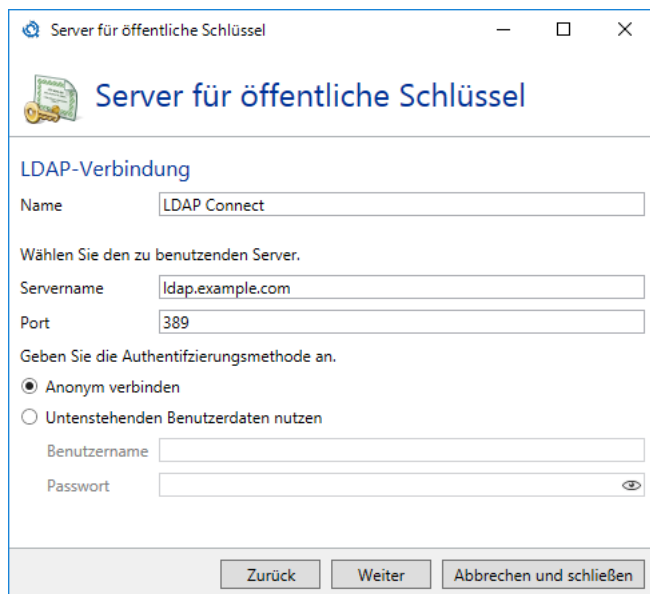 Server für öffentliche Schlüssel
Server für öffentliche Schlüssel
LDAP-Verbindung
Name LDAP Connect
Wählen Sie den zu benutzenden Server.
Servername ldap.example.com
Port 389
Geben Sie die Authentifzierungsmethode an.
Anonym verbinden
Untenstehenden Benutzerdaten nutzen
Benutzername
Passwort
Zurück Weiter Abbrechen und schließen